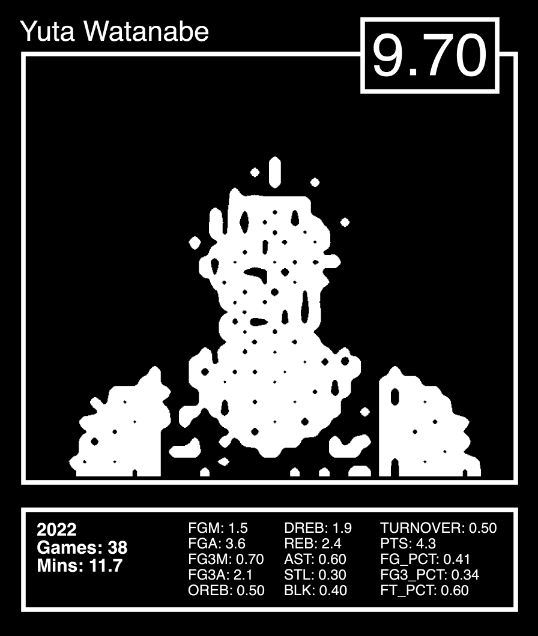 Yuta Watanabe
9.70
2022
Games: 38
Mins: 11.7
FGM: 1.5
FGA: 3.6
FG3M: 0.70
FG3A: 2.1
OREB: 0.50
DREB: 1.9
REB: 2.4
AST: 0.60
STL: 0.30
BLK: 0.40
TURNOVER: 0.50
PTS: 4.3
FG_PCT: 0.41
FG3_PCT: 0.34
FT_PCT: 0.60